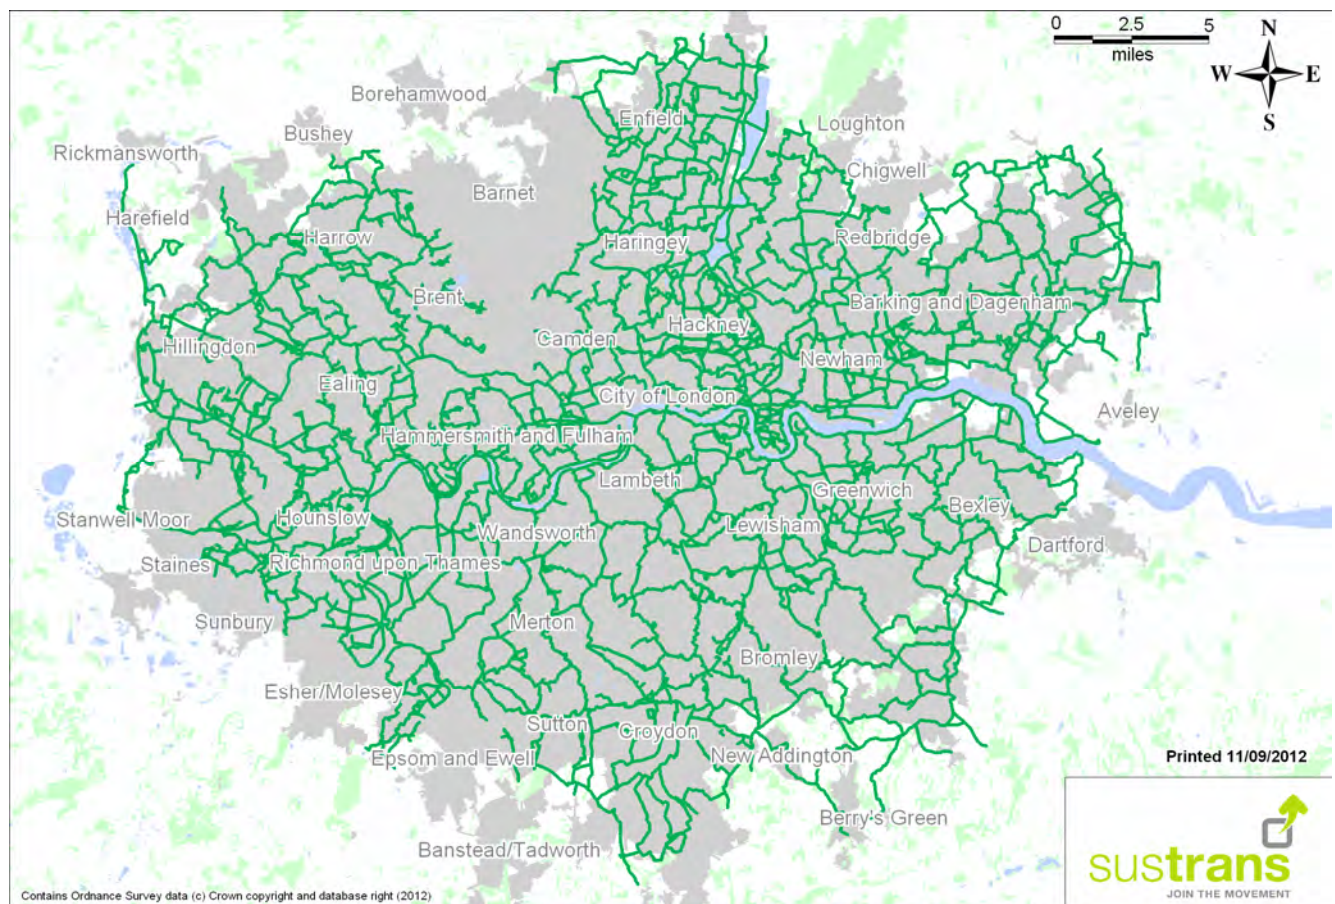 0 2.5 5
miles
N
W E
S
Borehamwood
Enfield
Loughton
Bushey
Rickmansworth
Chigwell
Barnet
Harefield
Harrow
Haringey
Redbridge
Brent
Barking and Dagenham
Hackney
Camden
Hillingdon
Newham
Ealing
City of London
Aveley
Hammersmith and Fulham
Lambeth
Greenwich
Bexley
Stanwell Moor
Hounslow
Wandsworth
Lewisham
Dartford
Staines
Richmond upon Thames
Sunbury
Merton
Bromley
Esher/Molesey
Sutton
Croydon
Epsom and Ewell
New Addington
Printed 11/09/2012
Berry's Green
Banstead/Tadworth
sustrans
JOIN THE MOVEMENT
Contains Ordnance Survey data (c) Crown copyright and database right (2012)